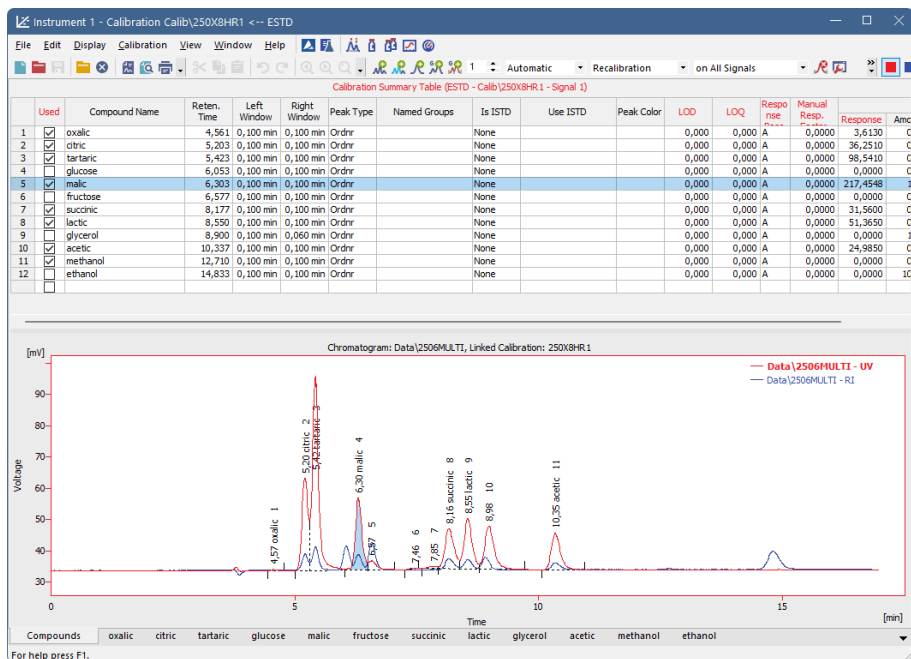 Instrument 1 - Calibration Calib\250X8HR1 <-- ESTD
File Edit Display Calibration View Window Help
1 Automatic Recalibration on All Signals »
Calibration Summary Table (ESTD - Calib\250X8HR1 - Signal 1)
Used Compound Name Reten. Time Left Window Right Window Peak Type Named Groups Is ISTD Use ISTD Peak Color LOD LOQ Respo nse Manual Resp. Response
1 oxalic 4,561 0,100 min 0,100 min Ordnr None 0,000 0,000 A 0,0000 3,6130
2 citric 5,203 0,100 min 0,100 min Ordnr None 0,000 0,000 A 0,0000 36,2510
3 tartaric 5,423 0,100 min 0,100 min Ordnr None 0,000 0,000 A 0,0000 98,5410
4 glucose 6,053 0,100 min 0,100 min Ordnr None 0,000 0,000 A 0,0000 0,0000
5 malic 6,303 0,100 min 0,100 min Ordnr None 0,000 0,000 A 0,0000 217,4548
6 fructose 6,577 0,100 min 0,100 min Ordnr None 0,000 0,000 A 0,0000 0,0000
7 succinic 8,177 0,100 min 0,100 min Ordnr None 0,000 0,000 A 0,0000 31,5600
8 lactic 8,550 0,100 min 0,100 min Ordnr None 0,000 0,000 A 0,0000 51,3650
9 glycerol 8,900 0,100 min 0,060 min Ordnr None 0,000 0,000 A 0,0000 0,0000
10 acetic 10,337 0,100 min 0,100 min Ordnr None 0,000 0,000 A 0,0000 24,9850
11 methanol 12,710 0,100 min 0,100 min Ordnr None 0,000 0,000 A 0,0000 0,0000
12 ethanol 14,833 0,100 min 0,100 min Ordnr None 0,000 0,000 A 0,0000 0,0000
Chromatogram: Data\2506MULTI, Linked Calibration: 250X8HR1
[mV]
Data\2506MULTI - UV
Data\2506MULTI - RI
90
80
70
60
50
40
30
Voltage
4,57 oxalic 1
5,20 citric 2
5,42 tartaric 3
6,30 malic 4
6,57 5
7,46 6
7,85 7
8,16 succinic 8
8,55 lactic 9
8,98 10
10,35 acetic 11
0 5 10 15
Time
[min]
Compounds oxalic citric tartaric glucose malic fructose succinic lactic glycerol acetic methanol ethanol
For help press F1.